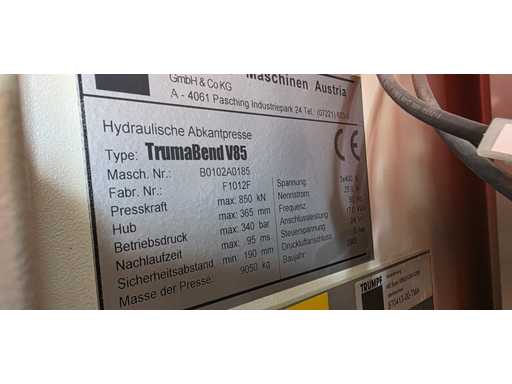 Maschinen Austria
GmbH & Co KG
A - 4061 Pasching Industriepark 24 Tel.: (07221)
Hydraulische Abkantpresse
Type: TrumaBend V85
Masch. Nr.: B0102A0185
Fabr. Nr.: F1012F
Presskraft max. 850 kN
Hub max. 365 mm
Betriebsdruck max. 340 bar
Nachlaufzeit max. 95 ms
Sicherheitsabstand min 190 mm
Masse der Presse: 9050 kg
CE
Spannung:
Nennstrom:
Frequenz:
Anschlussleistung:
Steuerspannung:
Druckluftanschluss:
Baujahr:
TRUMPF